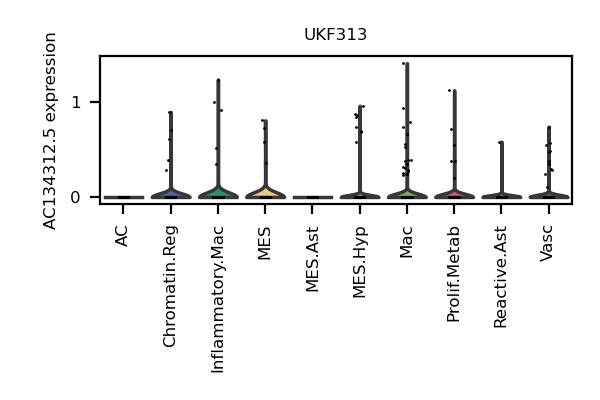 UKF313
AC134312.5 expression
1
0
AC
Chromatin.Reg
Inflammatory.Mac
MES
MES.Ast
MES.Hyp
Mac
Prolif.Metab
Reactive.Ast
Vasc